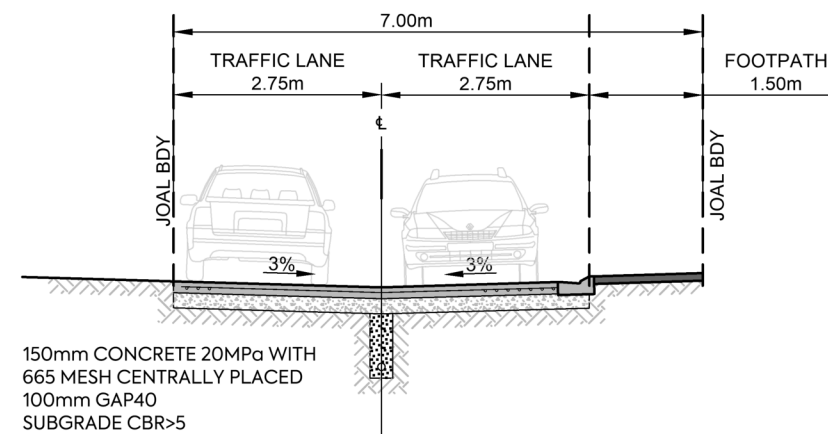 7.00m
TRAFFIC LANE
2.75m
TRAFFIC LANE
2.75m
FOOTPATH
1.50m
℄
JOAL BDY
JOAL BDY
3%
3%
150mm CONCRETE 20MPa WITH
665 MESH CENTRALLY PLACED
100mm GAP40
SUBGRADE CBR>5